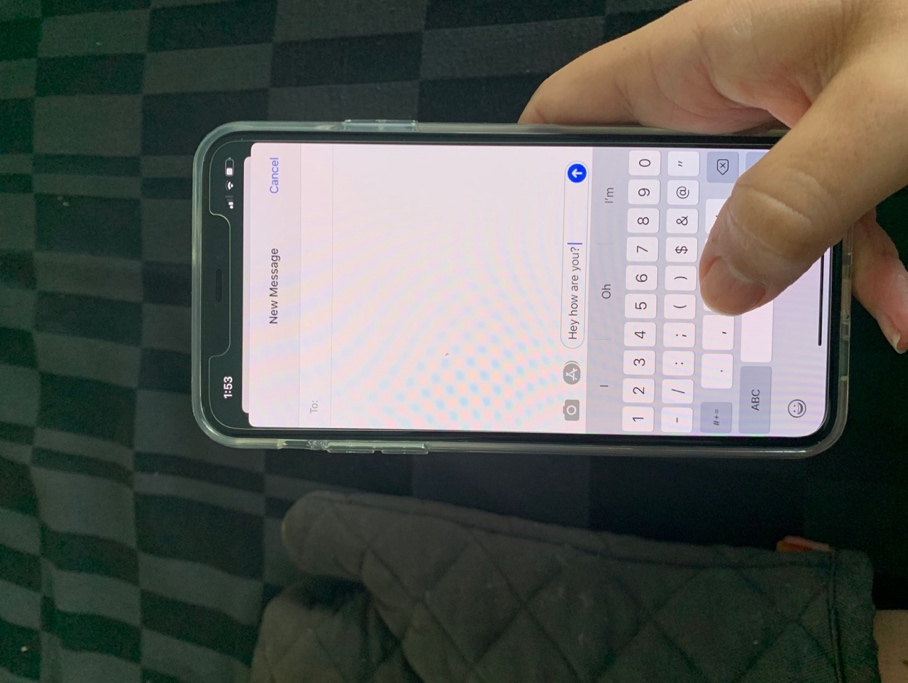 1:53
New Message
Cancel
To:
Hey how are you?
I
Oh
I'm
1 2 3 4 5 6 7 8 9 0
- / : ; ( ) $ & @ "
#+= . ,
ABC